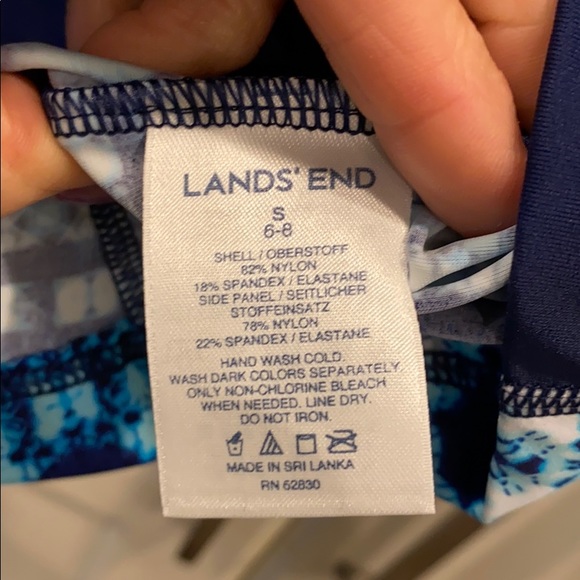 LANDS' END
S
6-8
SHELL / OBERSTOFF
82% NYLON
18% SPANDEX / ELASTANE
SIDE PANEL / SEITLICHER
STOFFEINSATZ
78% NYLON
22% SPANDEX / ELASTANE
HAND WASH COLD.
WASH DARK COLORS SEPARATELY.
ONLY NON-CHLORINE BLEACH
WHEN NEEDED. LINE DRY.
DO NOT IRON.
MADE IN SRI LANKA
RN 62830